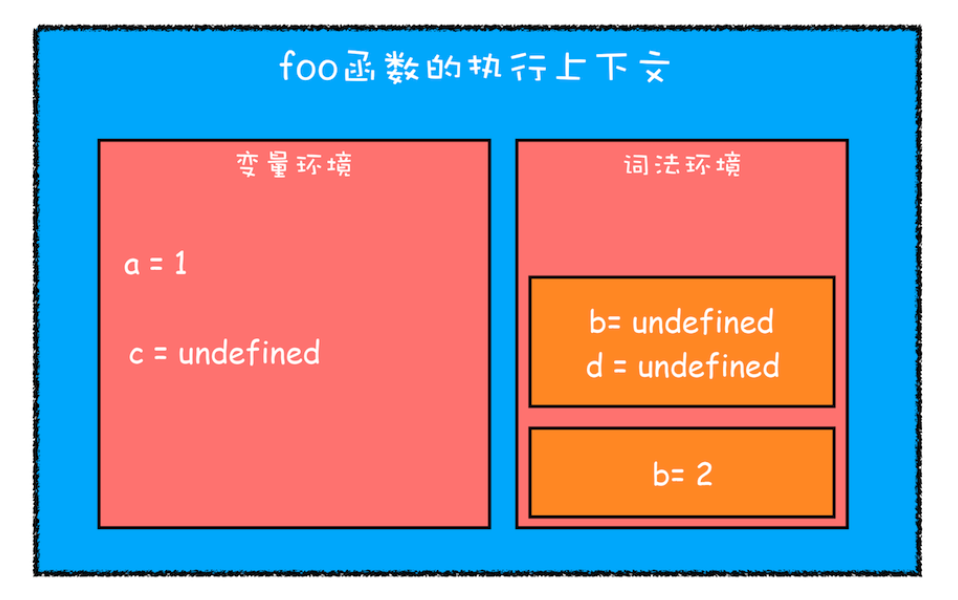 foo函数的执行上下文
变量环境
a = 1
c = undefined
词法环境
b= undefined
d = undefined
b= 2